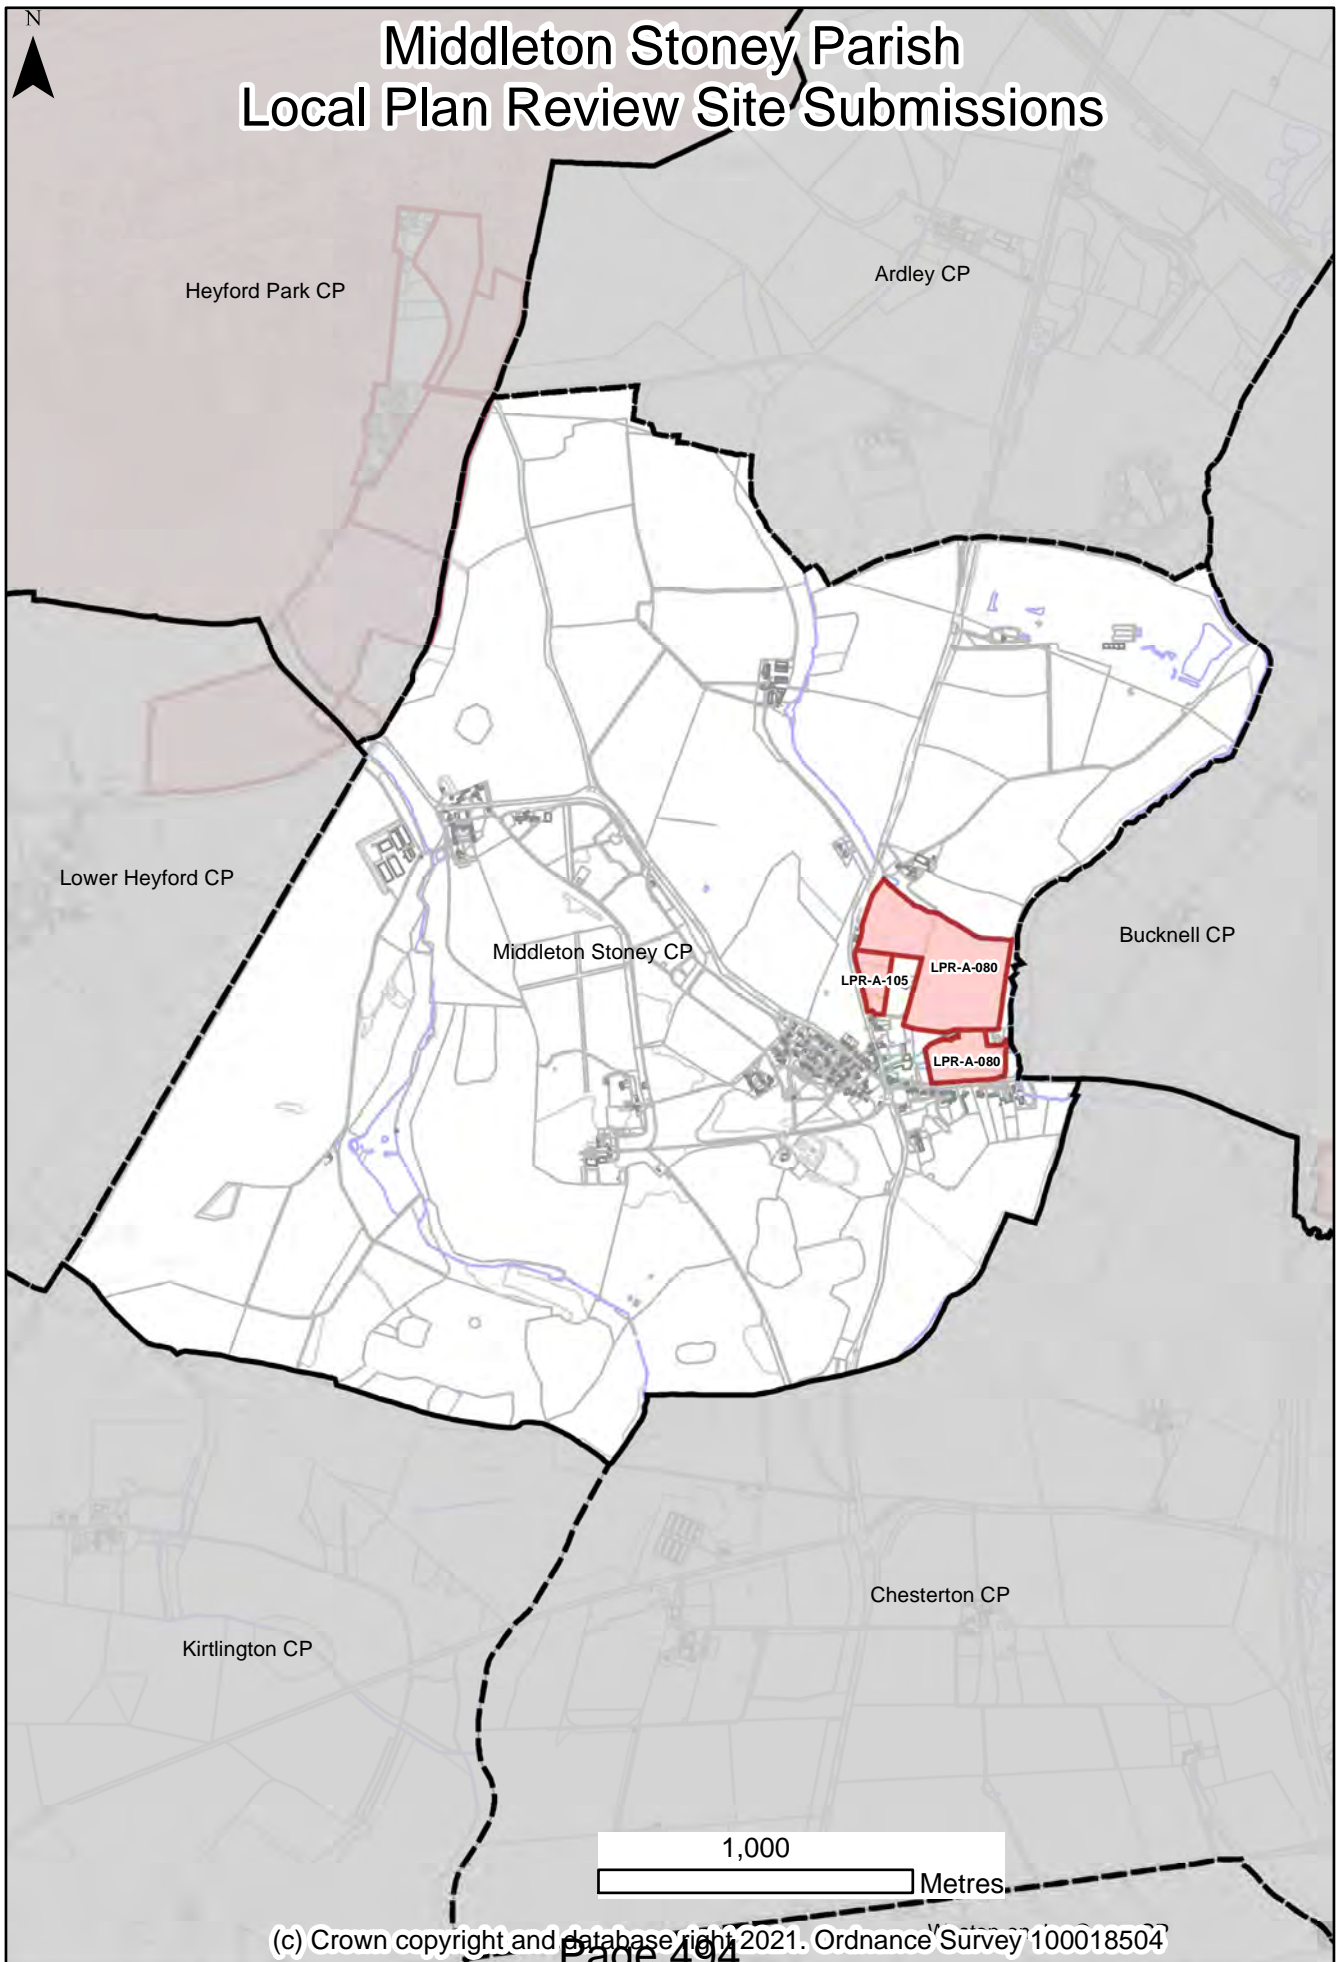 N
Middleton Stoney Parish
Local Plan Review Site Submissions
Ardley CP
Heyford Park CP
Lower Heyford CP
Bucknell CP
Middleton Stoney CP
LPR-A-080
LPR-A-105
LPR-A-080
Chesterton CP
Kirtlington CP
1,000
Metres
(c) Crown copyright and database right 2021. Ordnance Survey 100018504
Page 494